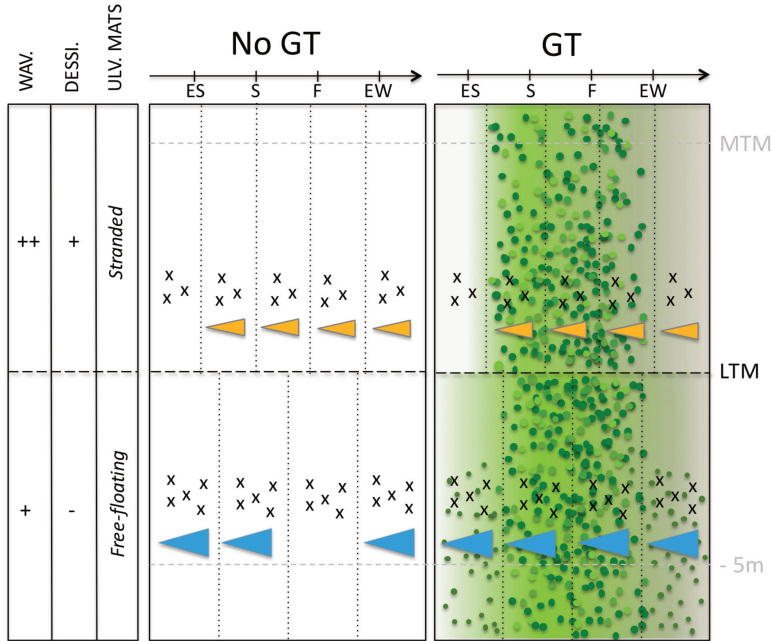 WAV.
DESSI.
ULV. MATS
No GT
GT
ES S F EW
ES S F EW
MTM
++ + Stranded
x x x x x x x x x x x x
x x x x x x x x x x x x
LTM
+ - Free-floating
x x x x x x x x x x x x x x x x x x x x
x x x x x x x x x x x x x x x x x x x x
- 5m